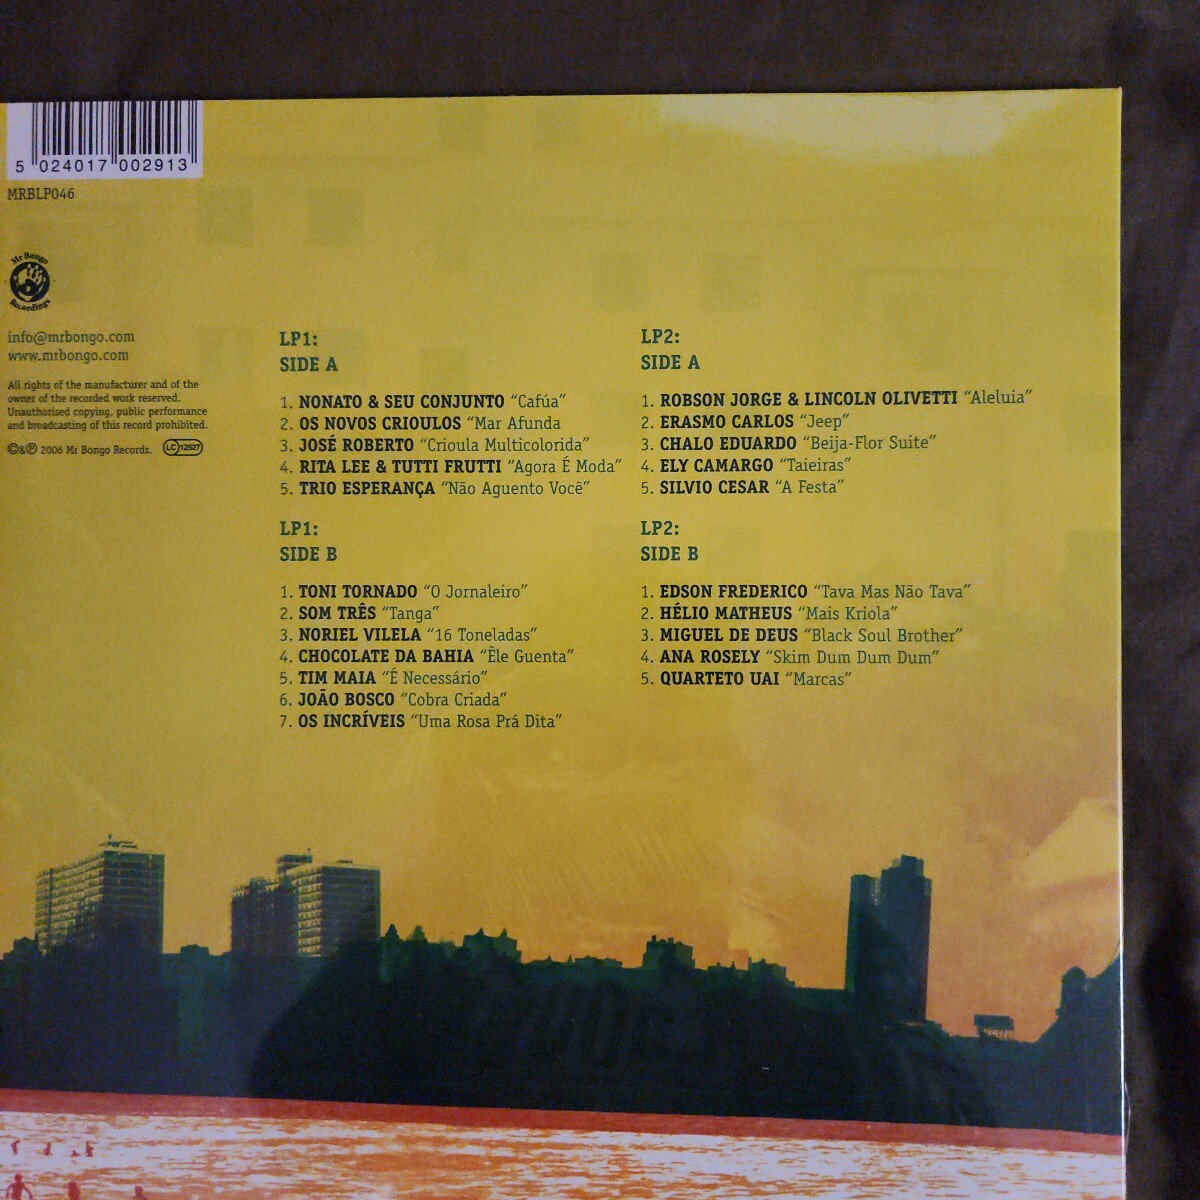 5 024017 002913
MRBLP046
Mr Bongo
Recordings
info@mrbongo.com
www.mrbongo.com
All rights of the manufacturer and of the
owner of the recorded work reserved.
Unauthorised copying, public performance
and broadcasting of this record prohibited.
©&℗ 2006 Mr Bongo Records. LC 12527
LP1:
SIDE A
1. NONATO & SEU CONJUNTO “Cafúa”
2. OS NOVOS CRIOULOS “Mar Afunda
3. JOSÉ ROBERTO “Crioula Multicolorida”
4. RITA LEE & TUTTI FRUTTI “Agora É Moda”
5. TRIO ESPERANÇA “Não Aguento Você”
LP1:
SIDE B
1. TONI TORNADO “O Jornaleiro”
2. SOM TRÊS “Tanga”
3. NORIEL VILELA “16 Toneladas”
4. CHOCOLATE DA BAHIA “Êle Guenta”
5. TIM MAIA “É Necessário”
6. JOÃO BOSCO “Cobra Criada”
7. OS INCRÍVEIS “Uma Rosa Prá Dita”
LP2:
SIDE A
1. ROBSON JORGE & LINCOLN OLIVETTI “Aleluia”
2. ERASMO CARLOS “Jeep”
3. CHALO EDUARDO “Beija-Flor Suite”
4. ELY CAMARGO “Taieiras”
5. SILVIO CESAR “A Festa”
LP2:
SIDE B
1. EDSON FREDERICO “Tava Mas Não Tava”
2. HÉLIO MATHEUS “Mais Kriola”
3. MIGUEL DE DEUS “Black Soul Brother”
4. ANA ROSELY “Skim Dum Dum Dum”
5. QUARTETO UAI “Marcas”